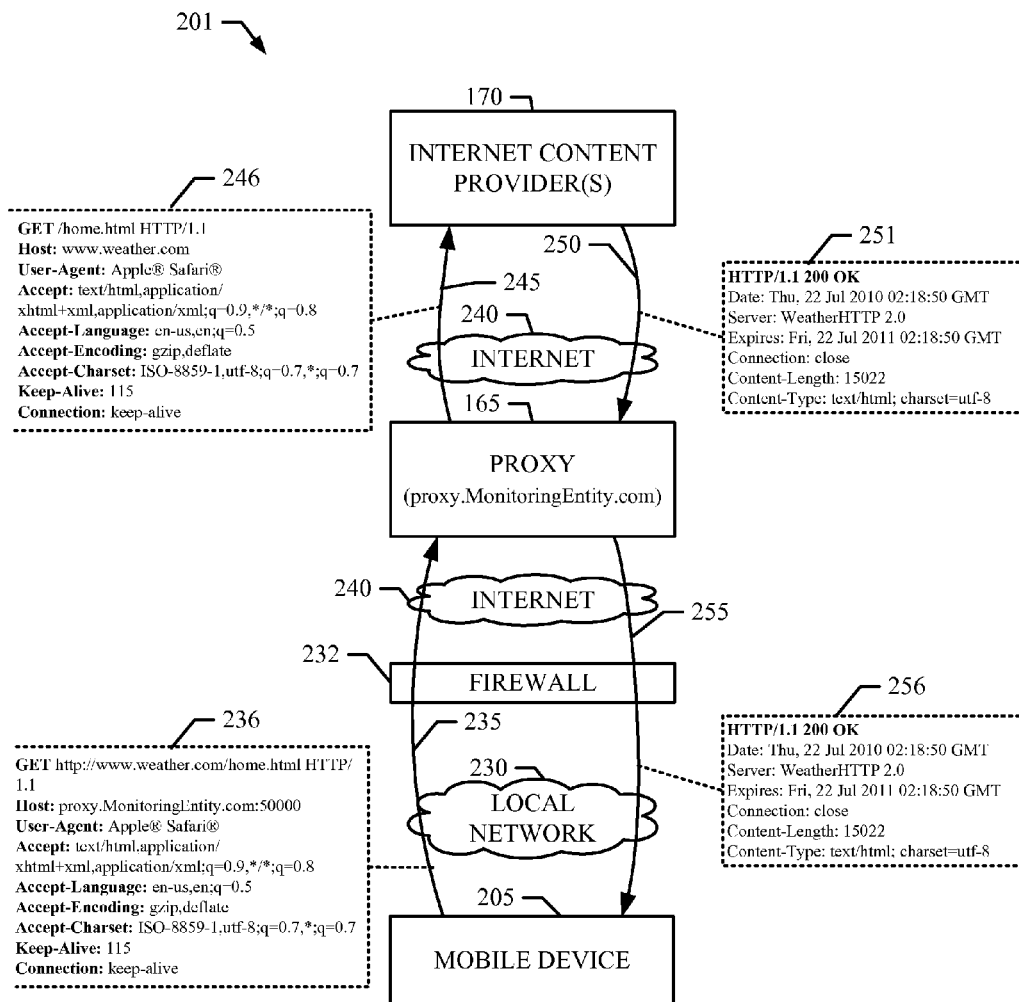 201
170
INTERNET CONTENT
PROVIDER(S)
246
GET /home.html HTTP/1.1
Host: www.weather.com
User-Agent: Apple® Safari®
Accept: text/html,application/
xhtml+xml,application/xml;q=0.9,*/*;q=0.8
Accept-Language: en-us,en;q=0.5
Accept-Encoding: gzip,deflate
Accept-Charset: ISO-8859-1,utf-8;q=0.7,*;q=0.7
Keep-Alive: 115
Connection: keep-alive
245
250
251
HTTP/1.1 200 OK
Date: Thu, 22 Jul 2010 02:18:50 GMT
Server: WeatherHTTP 2.0
Expires: Fri, 22 Jul 2011 02:18:50 GMT
Connection: close
Content-Length: 15022
Content-Type: text/html; charset=utf-8
240
INTERNET
165
PROXY
(proxy.MonitoringEntity.com)
240
INTERNET
255
232
FIREWALL
235
236
GET http://www.weather.com/home.html HTTP/
1.1
Host: proxy.MonitoringEntity.com:50000
User-Agent: Apple® Safari®
Accept: text/html,application/
xhtml+xml,application/xml;q=0.9,*/*;q=0.8
Accept-Language: en-us,en;q=0.5
Accept-Encoding: gzip,deflate
Accept-Charset: ISO-8859-1,utf-8;q=0.7,*;q=0.7
Keep-Alive: 115
Connection: keep-alive
230
LOCAL
NETWORK
256
HTTP/1.1 200 OK
Date: Thu, 22 Jul 2010 02:18:50 GMT
Server: WeatherHTTP 2.0
Expires: Fri, 22 Jul 2011 02:18:50 GMT
Connection: close
Content-Length: 15022
Content-Type: text/html; charset=utf-8
205
MOBILE DEVICE